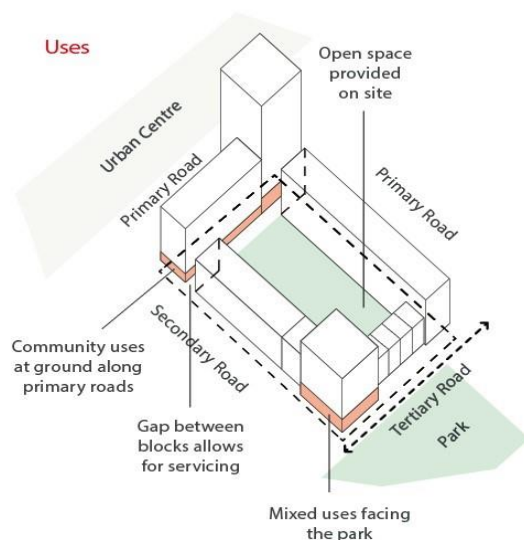 Uses
Open space
provided
on site
Urban Centre
Primary Road
Primary Road
Community uses
at ground along
primary roads
Secondary Road
Gap between
blocks allows
for servicing
Tertiary Road
Park
Mixed uses facing
the park